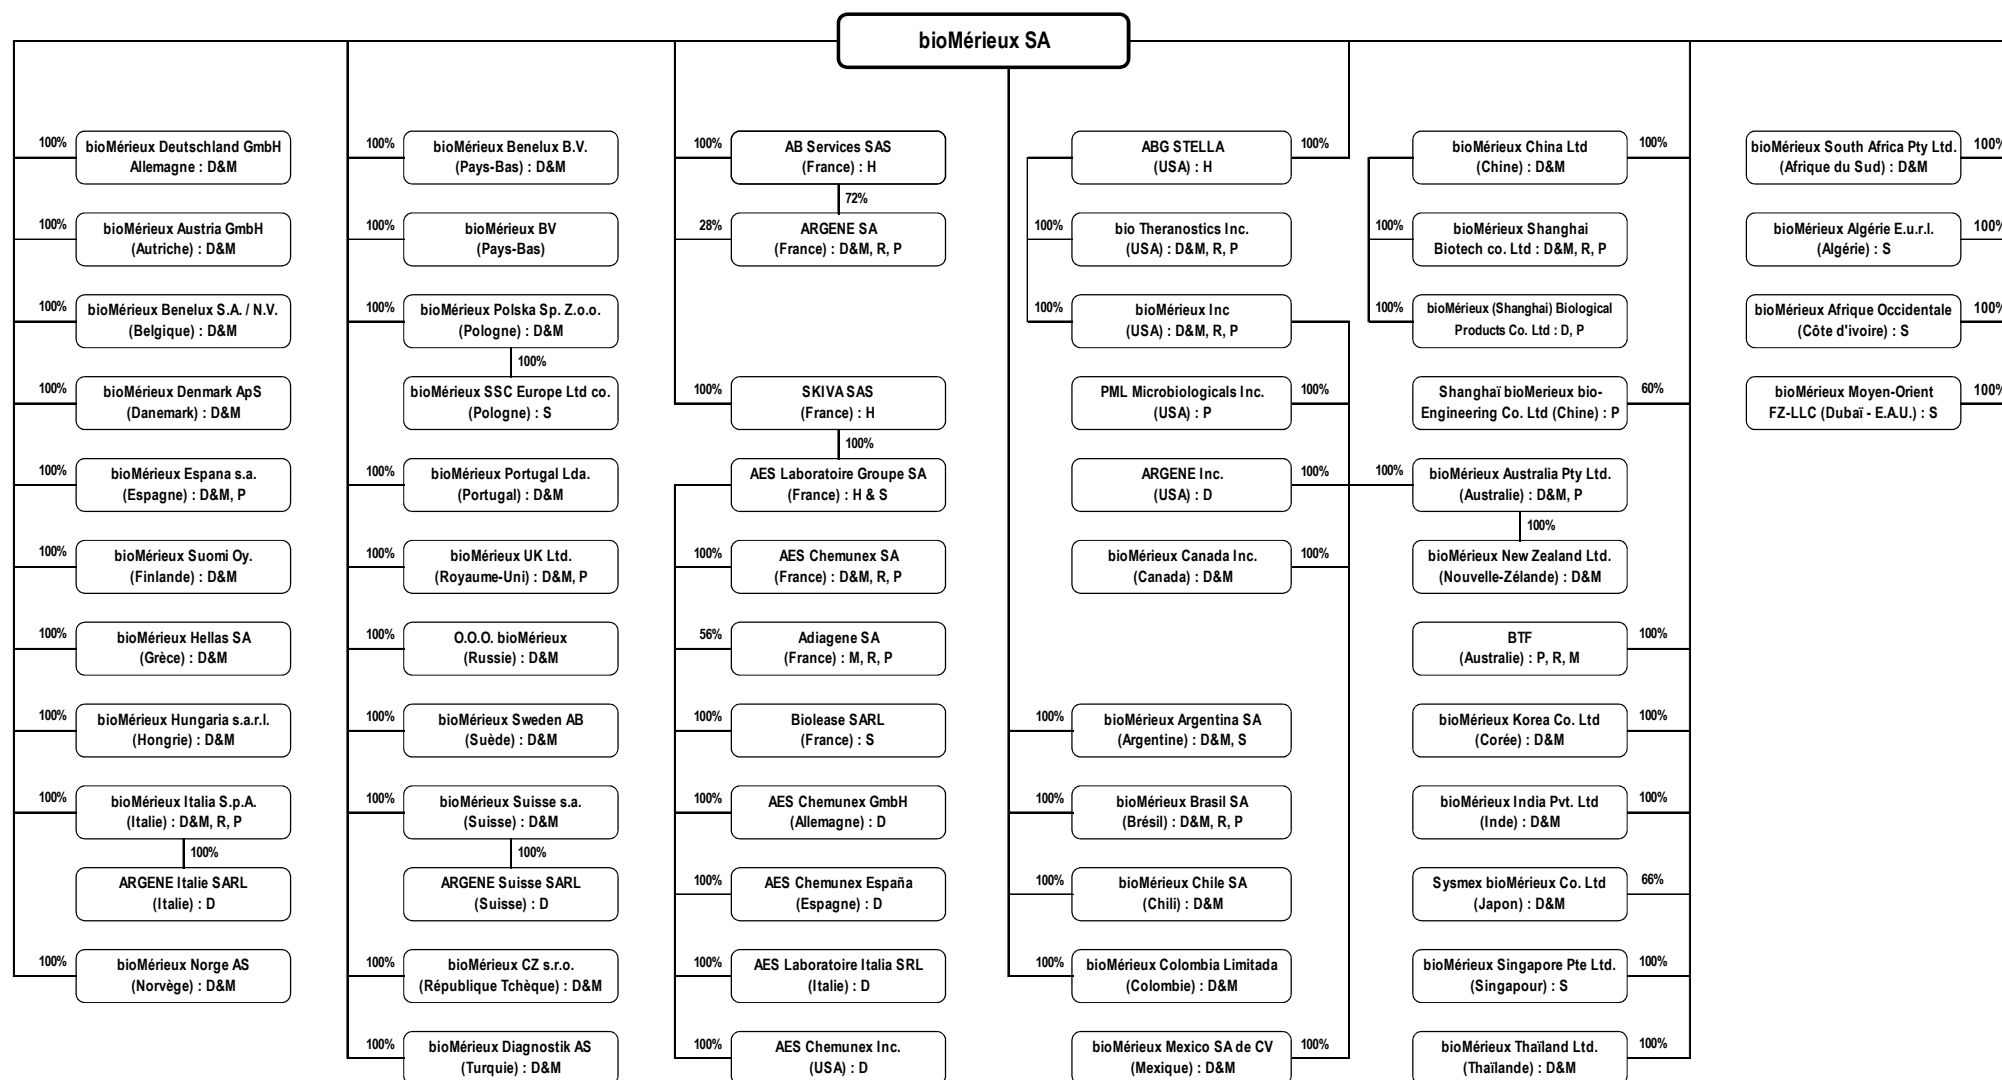 bioMérieux SA
100%
bioMérieux Deutschland GmbH
Allemagne : D&M
100%
bioMérieux Austria GmbH
(Autriche) : D&M
100%
bioMérieux Benelux S.A. / N.V.
(Belgique) : D&M
100%
bioMérieux Denmark ApS
(Danemark) : D&M
100%
bioMérieux Espana s.a.
(Espagne) : D&M, P
100%
bioMérieux Suomi Oy.
(Finlande) : D&M
100%
bioMérieux Hellas SA
(Grèce) : D&M
100%
bioMérieux Hungaria s.a.r.l.
(Hongrie) : D&M
100%
bioMérieux Italia S.p.A.
(Italie) : D&M, R, P
100%
ARGENE Italie SARL
(Italie) : D
100%
bioMérieux Norge AS
(Norvège) : D&M
100%
bioMérieux Benelux B.V.
(Pays-Bas) : D&M
100%
bioMérieux BV
(Pays-Bas)
100%
bioMérieux Polska Sp. Z.o.o.
(Pologne) : D&M
100%
bioMérieux SSC Europe Ltd co.
(Pologne) : S
100%
bioMérieux Portugal Lda.
(Portugal) : D&M
100%
bioMérieux UK Ltd.
(Royaume-Uni) : D&M, P
100%
O.O.O. bioMérieux
(Russie) : D&M
100%
bioMérieux Sweden AB
(Suède) : D&M
100%
bioMérieux Suisse s.a.
(Suisse) : D&M
100%
ARGENE Suisse SARL
(Suisse) : D
100%
bioMérieux CZ s.r.o.
(République Tchèque) : D&M
100%
bioMérieux Diagnostik AS
(Turquie) : D&M
100%
AB Services SAS
(France) : H
72%
28%
ARGENE SA
(France) : D&M, R, P
100%
SKIVA SAS
(France) : H
100%
AES Laboratoire Groupe SA
(France) : H & S
100%
AES Chemunex SA
(France) : D&M, R, P
56%
Adiagene SA
(France) : M, R, P
100%
Biolease SARL
(France) : S
100%
AES Chemunex GmbH
(Allemagne) : D
100%
AES Chemunex España
(Espagne) : D
100%
AES Laboratoire Italia SRL
(Italie) : D
100%
AES Chemunex Inc.
(USA) : D
ABG STELLA
(USA) : H
100%
100%
bio Theranostics Inc.
(USA) : D&M, R, P
100%
bioMérieux Inc
(USA) : D&M, R, P
PML Microbiologicals Inc.
(USA) : P
100%
ARGENE Inc.
(USA) : D
100%
bioMérieux Canada Inc.
(Canada) : D&M
100%
100%
bioMérieux Argentina SA
(Argentine) : D&M, S
100%
bioMérieux Brasil SA
(Brésil) : D&M, R, P
100%
bioMérieux Chile SA
(Chili) : D&M
100%
bioMérieux Colombia Limitada
(Colombie) : D&M
bioMérieux Mexico SA de CV
(Mexique) : D&M
100%
bioMérieux China Ltd
(Chine) : D&M
100%
100%
bioMérieux Shanghai
Biotech co. Ltd : D&M, R, P
100%
bioMérieux (Shanghai) Biological
Products Co. Ltd : D, P
Shanghaï bioMerieux bio-
Engineering Co. Ltd (Chine) : P
60%
100%
bioMérieux Australia Pty Ltd.
(Australie) : D&M, P
100%
bioMérieux New Zealand Ltd.
(Nouvelle-Zélande) : D&M
BTF
(Australie) : P, R, M
100%
bioMérieux Korea Co. Ltd
(Corée) : D&M
100%
bioMérieux India Pvt. Ltd
(Inde) : D&M
100%
Sysmex bioMérieux Co. Ltd
(Japon) : D&M
66%
bioMérieux Singapore Pte Ltd.
(Singapour) : S
100%
bioMérieux Thaïland Ltd.
(Thaïlande) : D&M
100%
bioMérieux South Africa Pty Ltd.
(Afrique du Sud) : D&M
100%
bioMérieux Algérie E.u.r.l.
(Algérie) : S
100%
bioMérieux Afrique Occidentale
(Côte d'ivoire) : S
100%
bioMérieux Moyen-Orient
FZ-LLC (Dubaï - E.A.U.) : S
100%